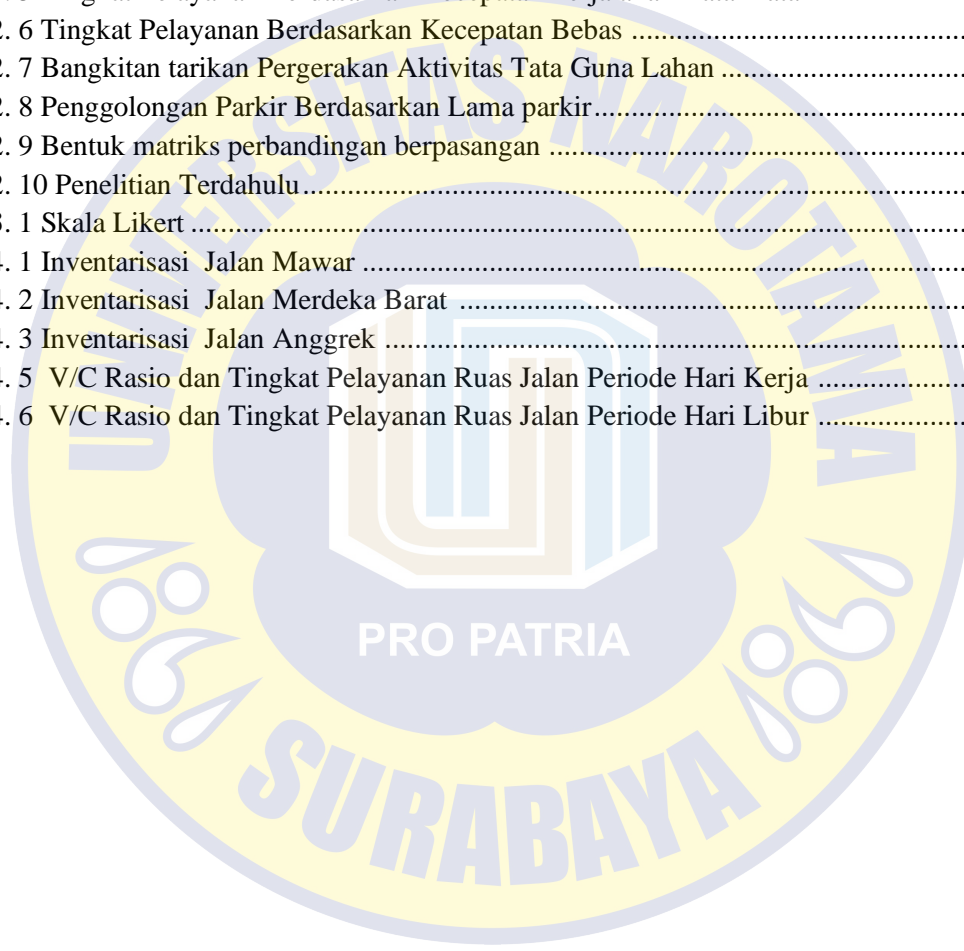 2. 6 Tingkat Pelayanan Berdasarkan Kecepatan Bebas ........................................................
2. 7 Bangkitan tarikan Pergerakan Aktivitas Tata Guna Lahan ........................................
2. 8 Penggolongan Parkir Berdasarkan Lama parkir.............................................................
2. 9 Bentuk matriks perbandingan berpasangan .....................................................................
2. 10 Penelitian Terdahulu..............................................................................................................
3. 1 Skala Likert .................................................................................................................................
4. 1 Inventarisasi Jalan Mawar ....................................................................................................
4. 2 Inventarisasi Jalan Merdeka Barat ...................................................................................
4. 3 Inventarisasi Jalan Anggrek ................................................................................................
4. 5 V/C Rasio dan Tingkat Pelayanan Ruas Jalan Periode Hari Kerja ........................
4. 6 V/C Rasio dan Tingkat Pelayanan Ruas Jalan Periode Hari Libur ........................
UNIVERSITAS NAROTAMA
PRO PATRIA
SURABAYA